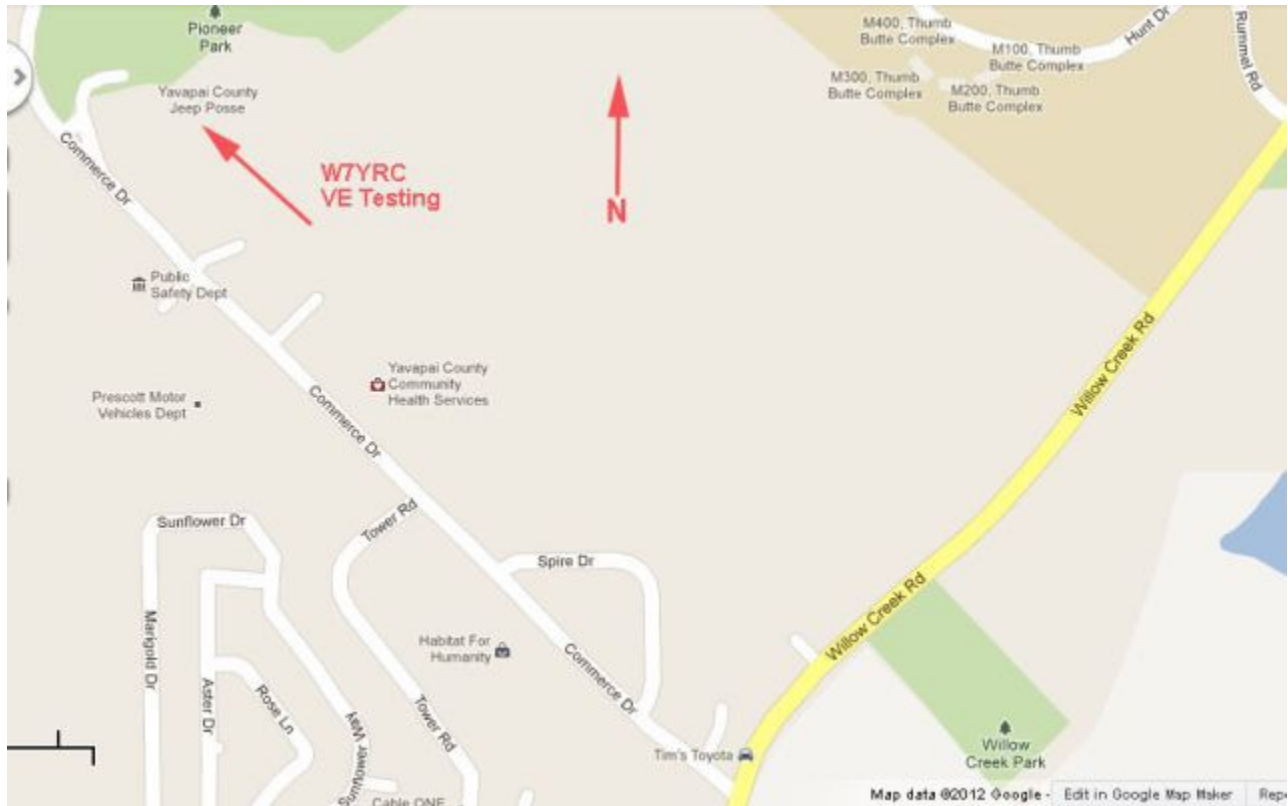 Pioneer
Park
M400, Thumb
Butte Complex
M100, Thumb
Butte Complex
Hunt Dr
Rummel Rd
M300, Thumb
Butte Complex
M200, Thumb
Butte Complex
Yavapai County
Jeep Posse
Commerce Dr
W7YRC
VE Testing
N
Public
Safety Dept
Yavapai County
Community
Health Services
Prescott Motor
Vehicles Dept
Commerce Dr
Willow Creek Rd
Sunflower Dr
Tower Rd
Spire Dr
Willow Creek Rd
Marigold Dr
Aster Dr
Rose Ln
Sunflower Way
Tower Rd
Habitat For
Humanity
Commerce Dr
Tim's Toyota
Willow
Creek Park
Cable ONE
Map data ©2012 Google -
Edit in Google Map Maker